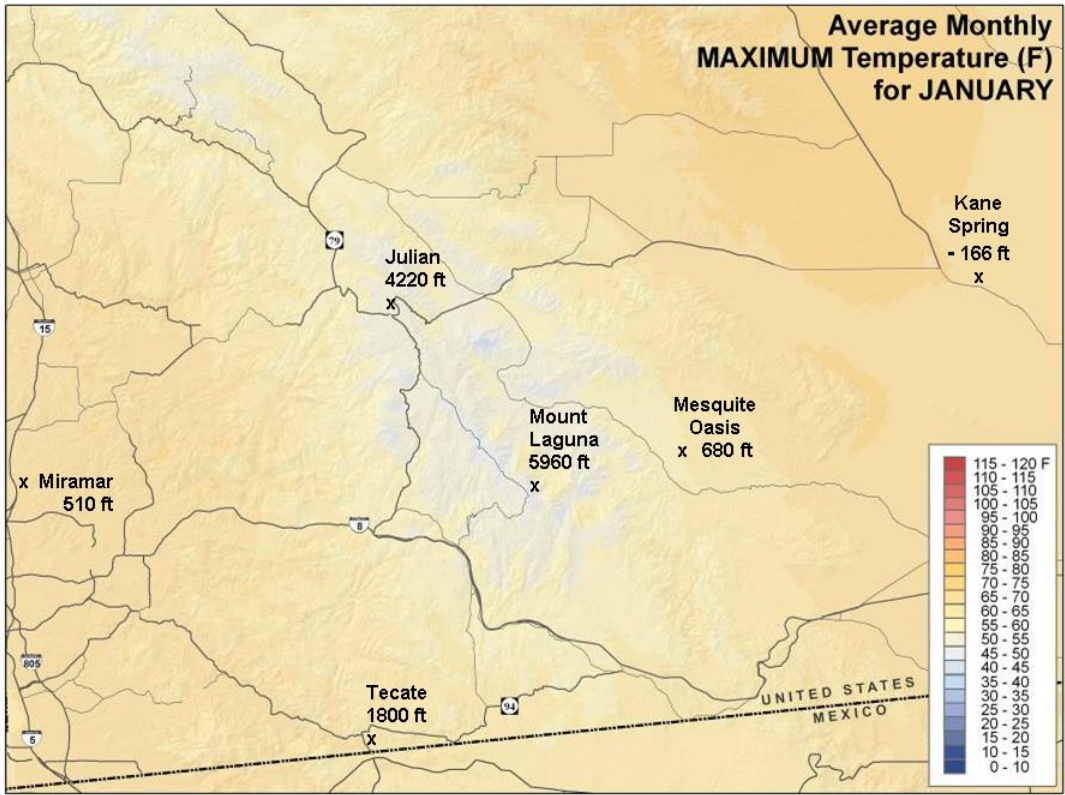 Average Monthly
MAXIMUM Temperature (F)
for JANUARY
Kane
Spring
- 166 ft
x
79
Julian
4220 ft
x
15
Mount
Laguna
5960 ft
x
Mesquite
Oasis
x 680 ft
x Miramar
510 ft
8
115 - 120 F
110 - 115
105 - 110
100 - 105
95 - 100
90 - 95
85 - 90
80 - 85
75 - 80
70 - 75
65 - 70
60 - 65
55 - 60
50 - 55
45 - 50
40 - 45
35 - 40
30 - 35
25 - 30
20 - 25
15 - 20
10 - 15
0 - 10
805
Tecate
1800 ft
x
94
UNITED STATES
MEXICO
5